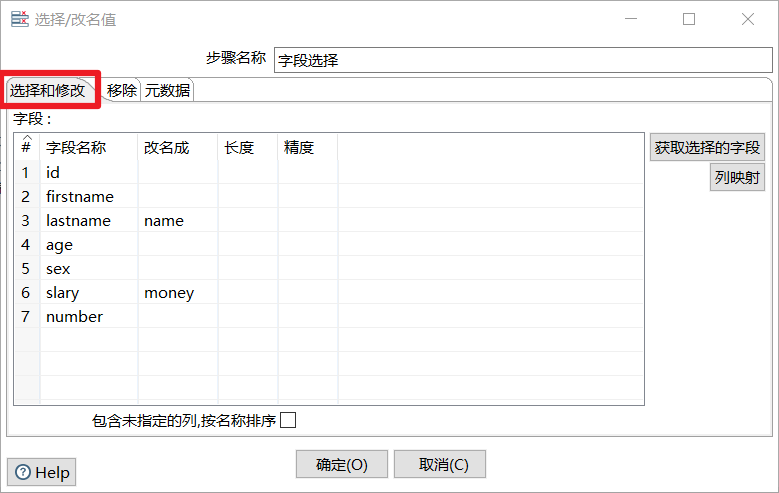 选择/改名值
步骤名称 字段选择
选择和修改 移除 元数据
字段 :
# 字段名称 改名成 长度 精度
1 id
2 firstname
3 lastname name
4 age
5 sex
6 slary money
7 number
获取选择的字段
列映射
包含未指定的列,按名称排序
确定(O) 取消(C)
Help